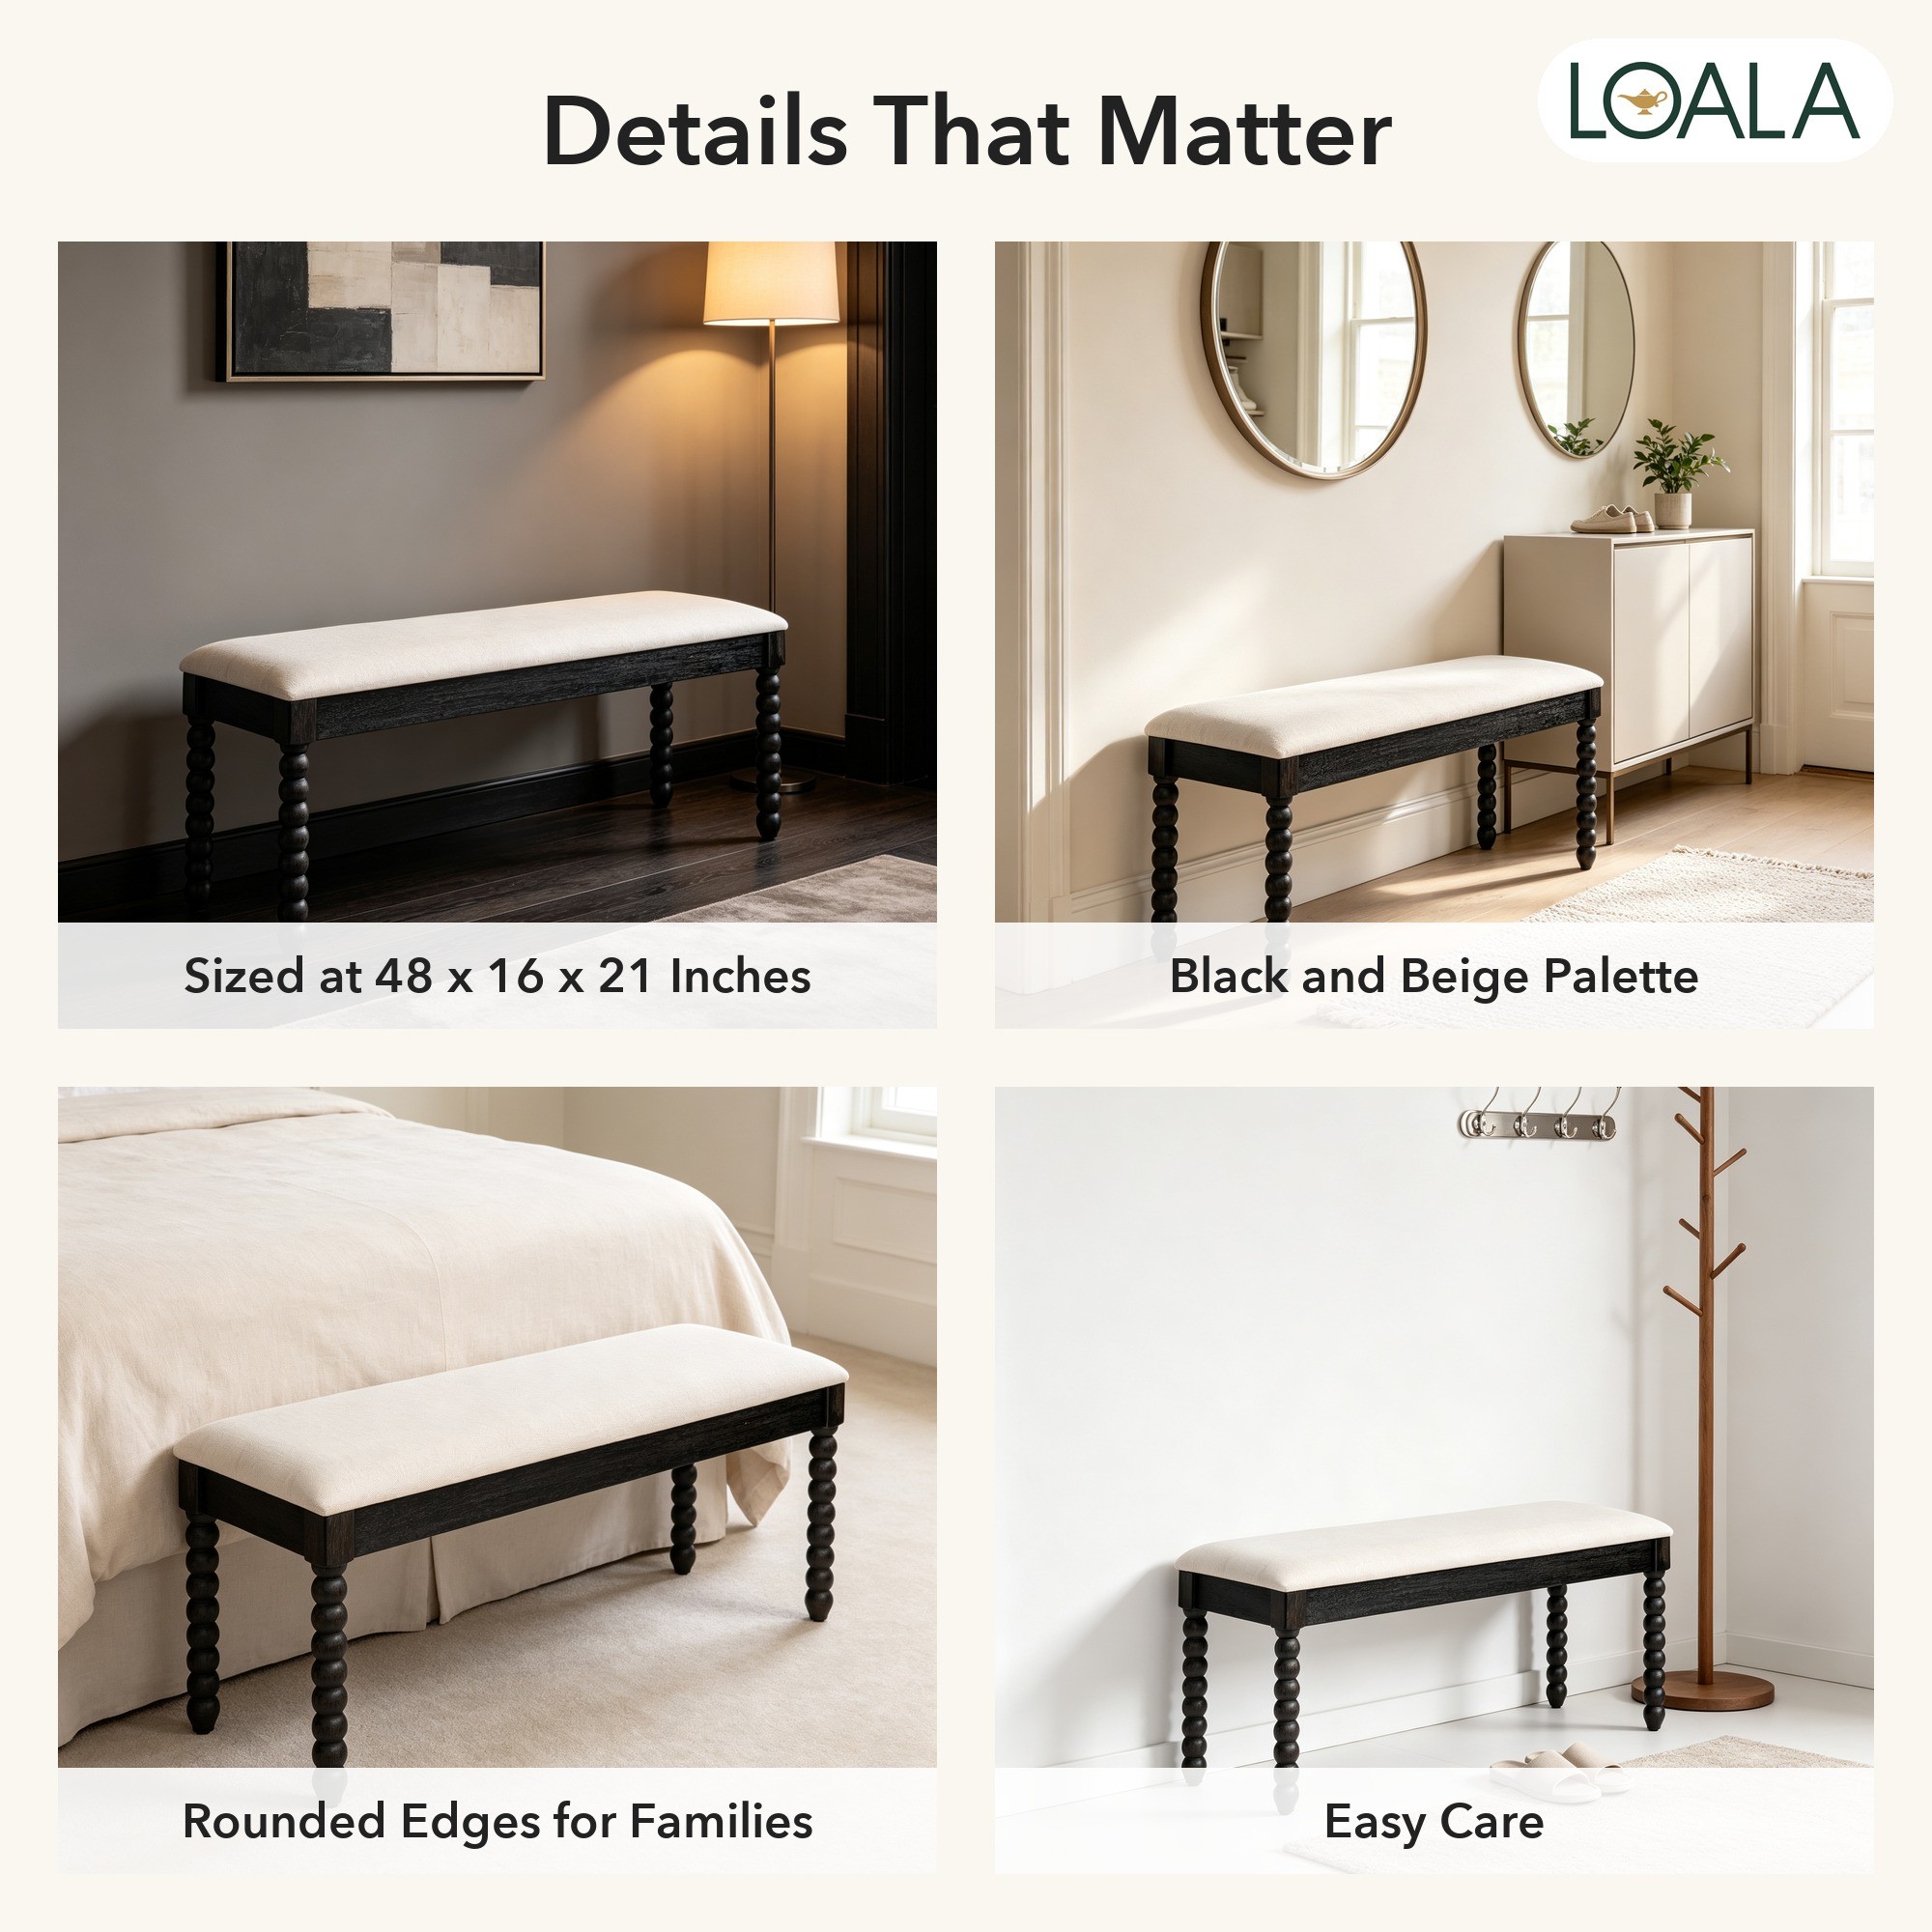 LOALA
Details That Matter
Sized at 48 x 16 x 21 Inches
Black and Beige Palette
Rounded Edges for Families
Easy Care